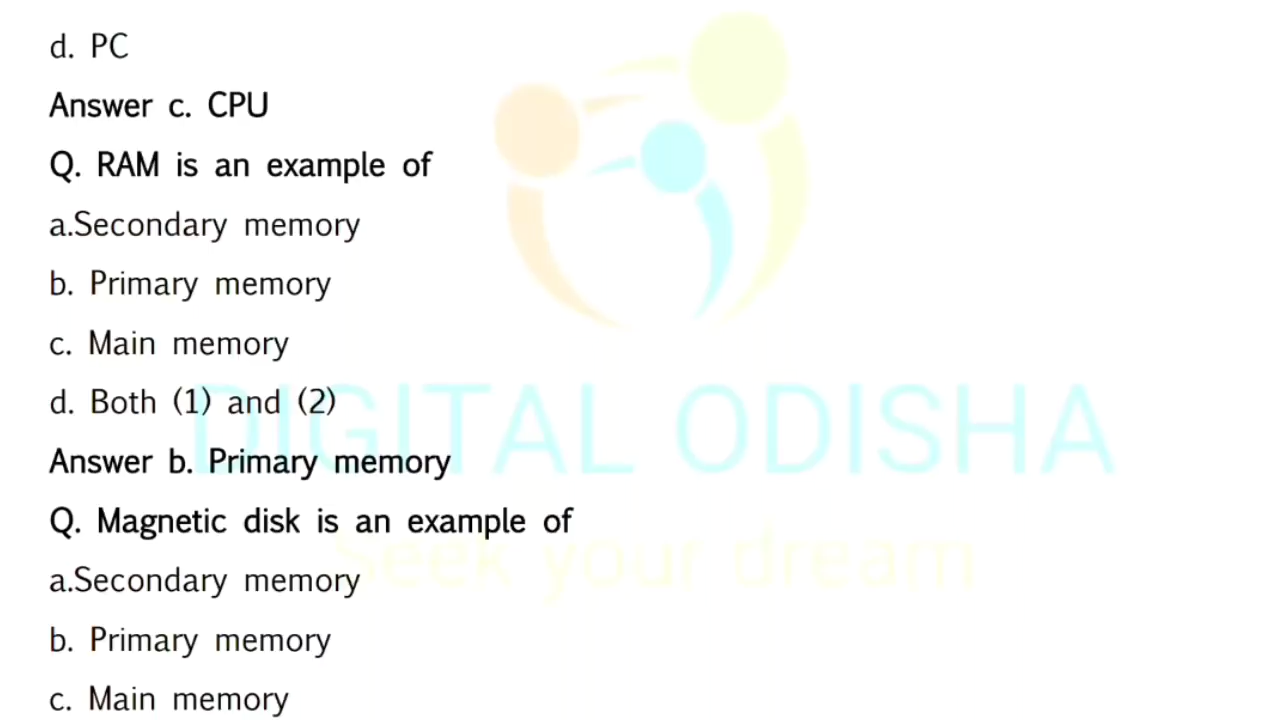 d. PC
Answer c. CPU
Q. RAM is an example of
a.Secondary memory
b. Primary memory
c. Main memory
d. Both (1) and (2)
DIGITAL ODISHA
Answer b. Primary memory
Q. Magnetic disk is an example of
Seek your dream
a.Secondary memory
b. Primary memory
c. Main memory